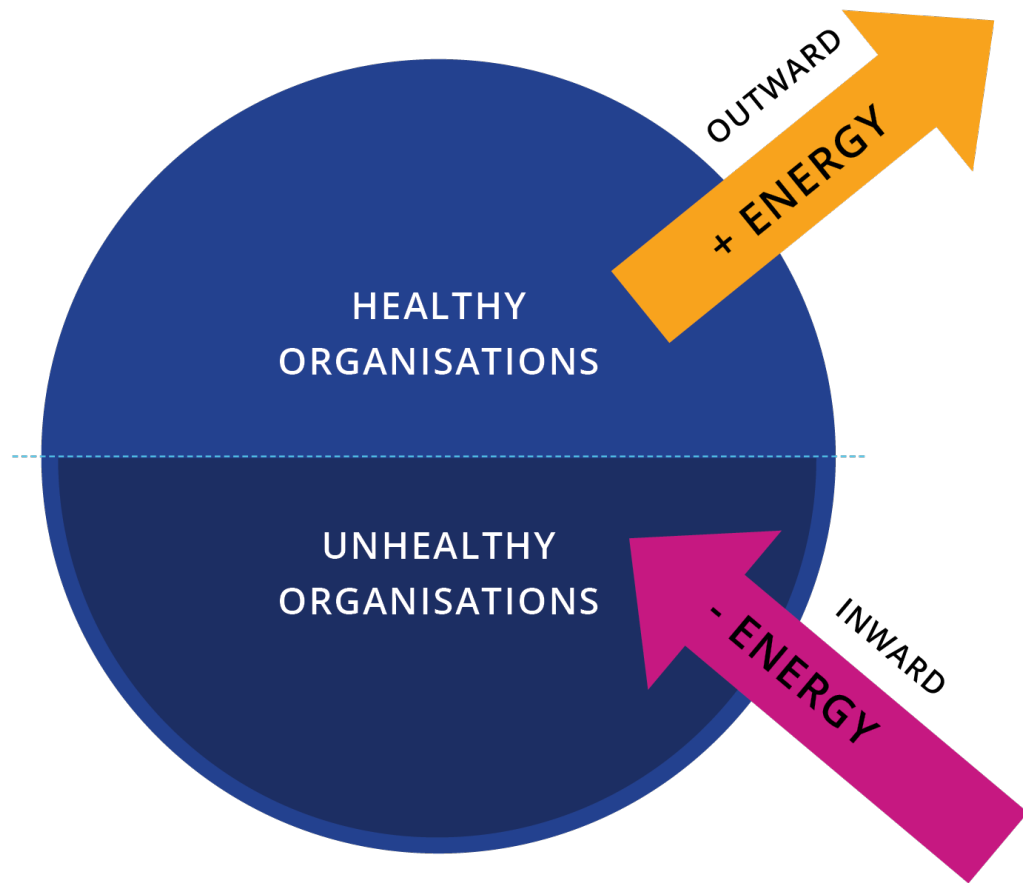 OUTWARD
+ ENERGY
HEALTHY
ORGANISATIONS
UNHEALTHY
ORGANISATIONS
INWARD
- ENERGY